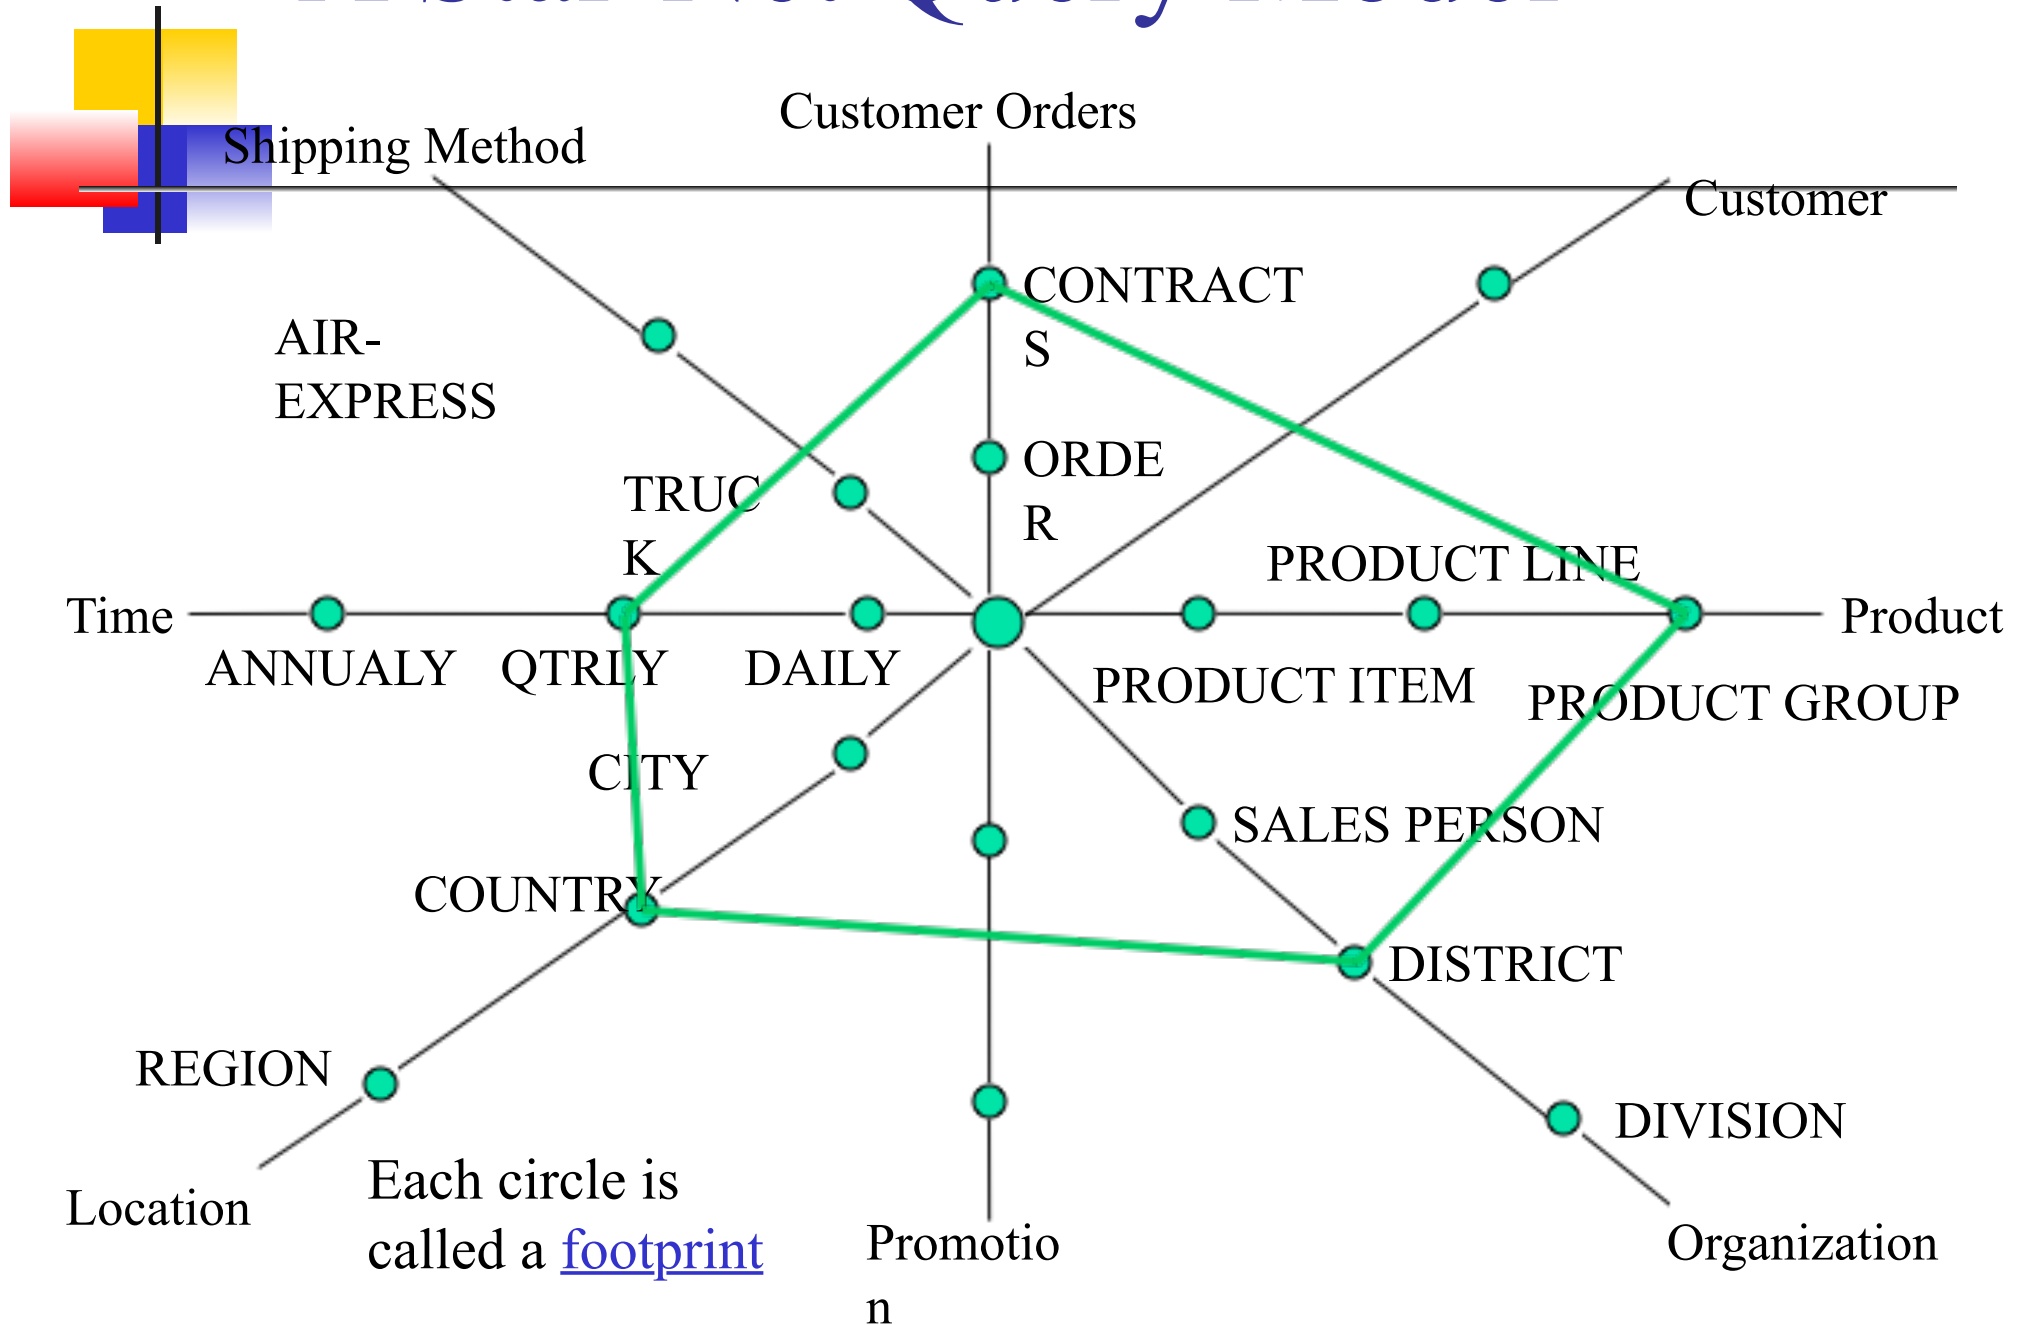 Customer Orders
Shipping Method
Customer
CONTRACT
S
AIR-
EXPRESS
ORDE
R
TRUC
K
PRODUCT LINE
Time
Product
ANNUALY
QTRLY
DAILY
PRODUCT ITEM
PRODUCT GROUP
CITY
SALES PERSON
COUNTRY
DISTRICT
REGION
DIVISION
Location
Each circle is
called a footprint
Promotio
n
Organization